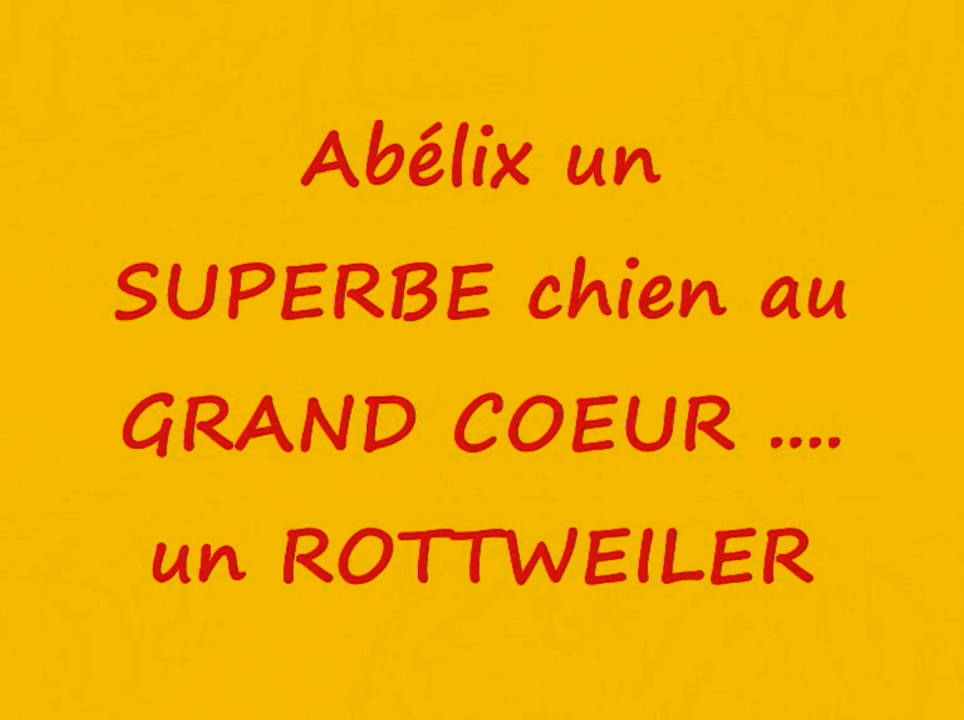 Abélix un
SUPERBE chien au
GRAND COEUR ....
un ROTTWEILER